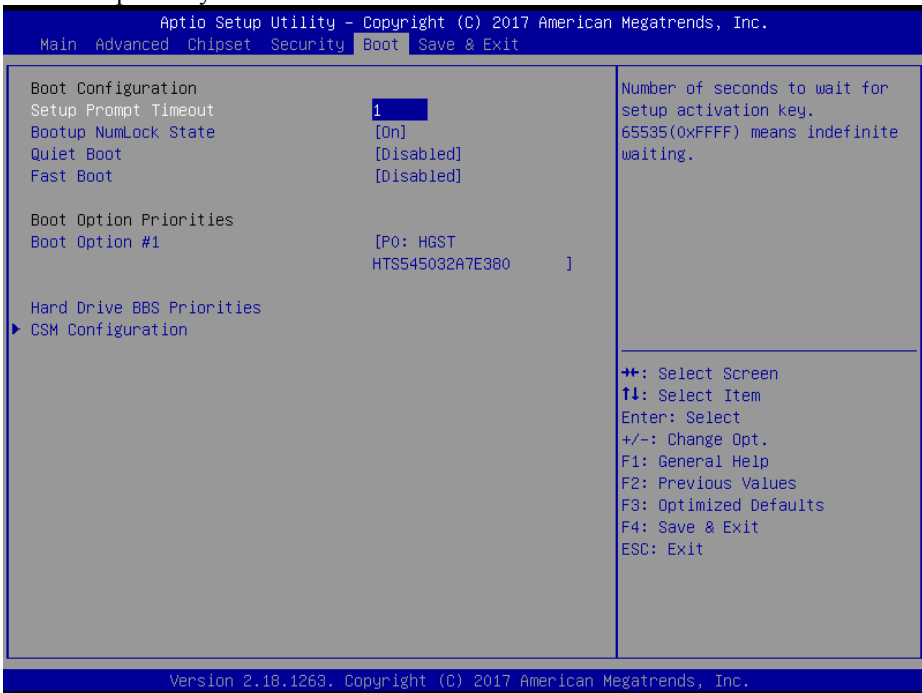 Aptio Setup Utility – Copyright (C) 2017 American Megatrends, Inc.
Main Advanced Chipset Security Boot Save & Exit
Boot Configuration
Setup Prompt Timeout 1
Bootup NumLock State [On]
Quiet Boot [Disabled]
Fast Boot [Disabled]
Boot Option Priorities
Boot Option #1 [P0: HGST
HTS545032A7E380 ]
Hard Drive BBS Priorities
CSM Configuration
Number of seconds to wait for
setup activation key.
65535(0xFFFF) means indefinite
waiting.
→←: Select Screen
↑↓: Select Item
Enter: Select
+/-: Change Opt.
F1: General Help
F2: Previous Values
F3: Optimized Defaults
F4: Save & Exit
ESC: Exit
Version 2.18.1263. Copyright (C) 2017 American Megatrends, Inc.